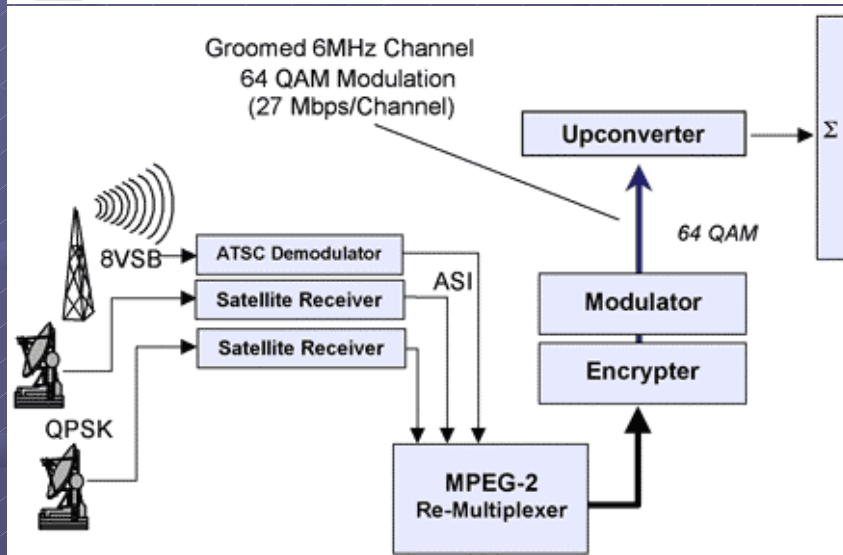 Groomed 6MHz Channel
64 QAM Modulation
(27 Mbps/Channel)
Upconverter
Σ
64 QAM
8VSB
ATSC Demodulator
ASI
Satellite Receiver
Satellite Receiver
Modulator
Encrypter
QPSK
MPEG-2
Re-Multiplexer